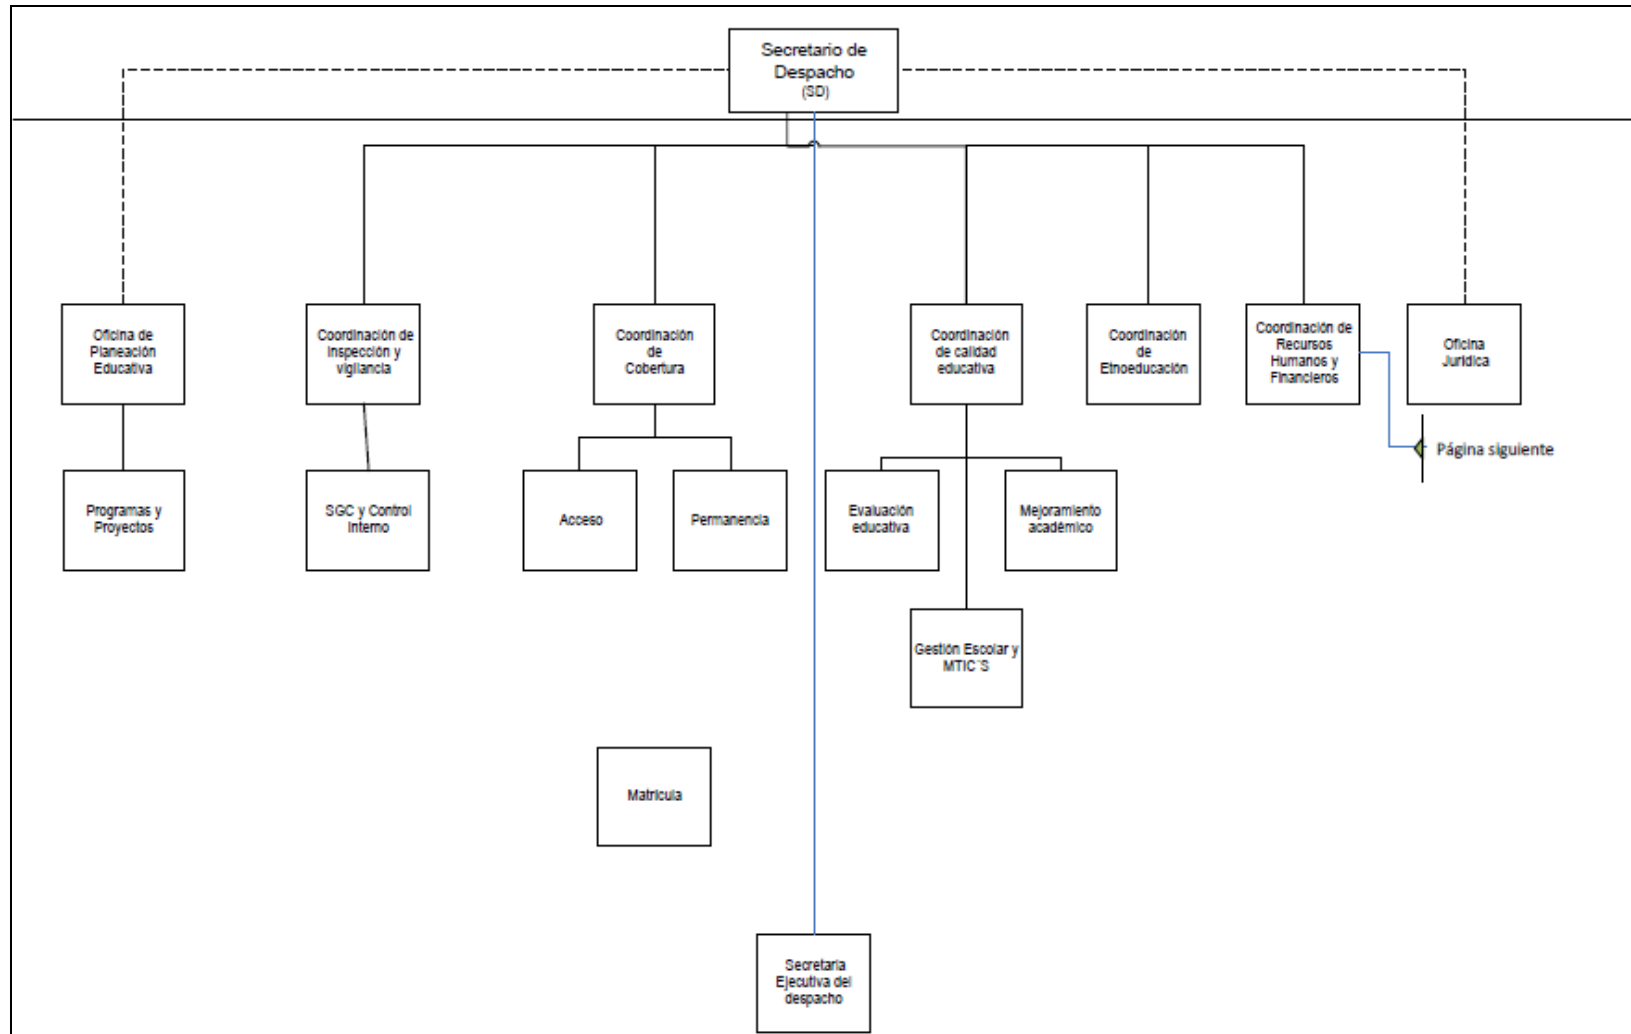 Secretario de
Despacho
(SD)
Oficina de
Planeación
Educativa
Coordinación de
Inspección y
vigilancia
Coordinación
de
Cobertura
Coordinación
de calidad
educativa
Coordinación
de
Etnoeducación
Coordinación de
Recursos
Humanos y
Financieros
Oficina
Jurídica
Página siguiente
Programas y
Proyectos
SGC y Control
Interno
Acceso
Permanencia
Evaluación
educativa
Mejoramiento
académico
Gestión Escolar y
MTIC´S
Matricula
Secretaria
Ejecutiva del
despacho